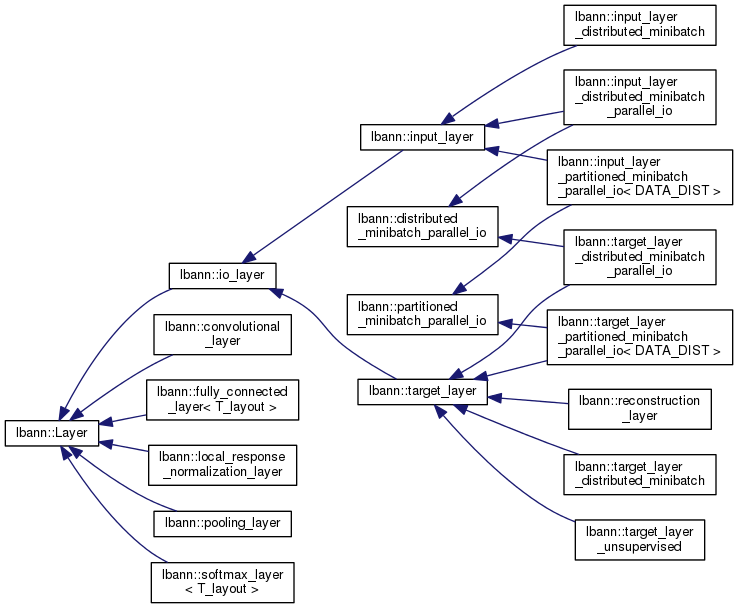 lbann::input_layer
_distributed_minibatch
lbann::input_layer
_distributed_minibatch
_parallel_io
lbann::input_layer
lbann::input_layer
_partitioned_minibatch
_parallel_io< DATA_DIST >
lbann::distributed
_minibatch_parallel_io
lbann::target_layer
_distributed_minibatch
_parallel_io
lbann::io_layer
lbann::partitioned
_minibatch_parallel_io
lbann::convolutional
_layer
lbann::target_layer
_partitioned_minibatch
_parallel_io< DATA_DIST >
lbann::fully_connected
_layer< T_layout >
lbann::target_layer
lbann::reconstruction
_layer
lbann::Layer
lbann::local_response
_normalization_layer
lbann::target_layer
_distributed_minibatch
lbann::pooling_layer
lbann::target_layer
_unsupervised
lbann::softmax_layer
< T_layout >